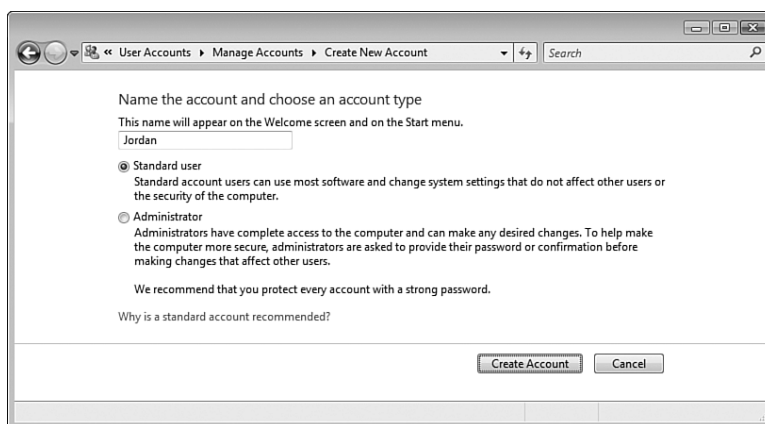 « User Accounts ▸ Manage Accounts ▸ Create New Account Search
Name the account and choose an account type
This name will appear on the Welcome screen and on the Start menu.
Jordan
Standard user
Standard account users can use most software and change system settings that do not affect other users or
the security of the computer.
Administrator
Administrators have complete access to the computer and can make any desired changes. To help make
the computer more secure, administrators are asked to provide their password or confirmation before
making changes that affect other users.
We recommend that you protect every account with a strong password.
Why is a standard account recommended?
Create Account Cancel